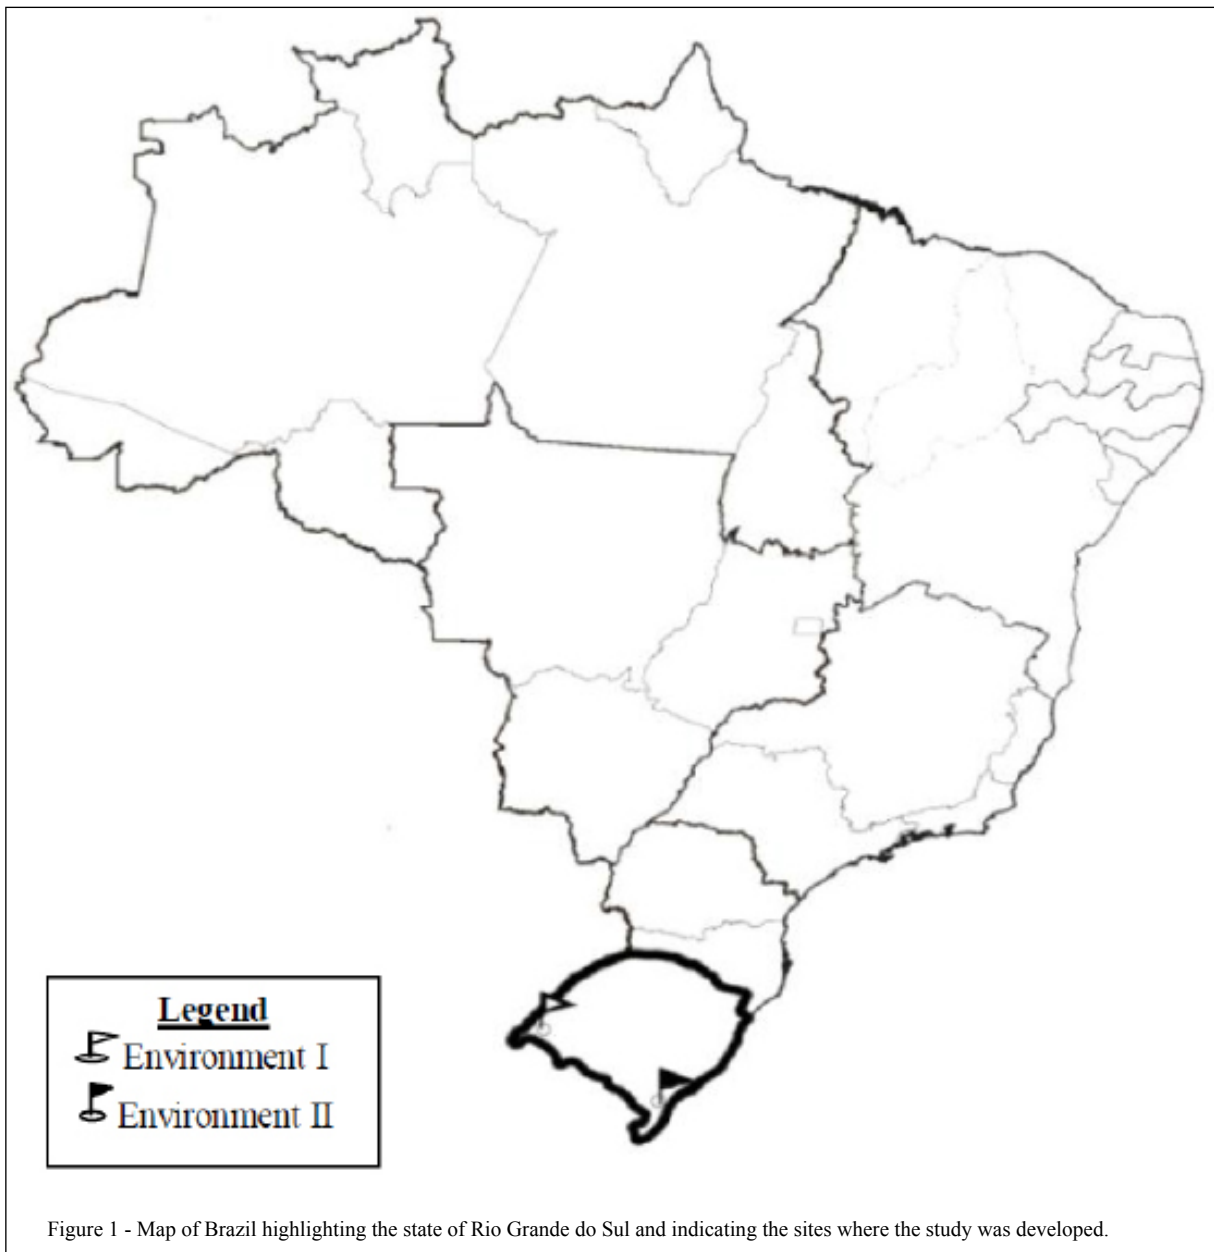 Legend
Environment I
Environment II
Figure 1 - Map of Brazil highlighting the state of Rio Grande do Sul and indicating the sites where the study was developed.